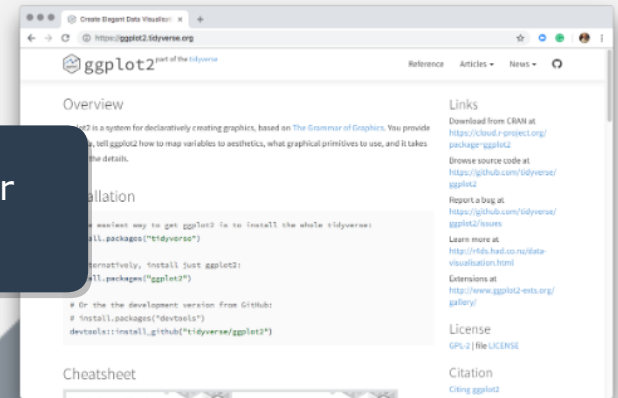 Create Elegant Data Visualisat
https://ggplot2.tidyverse.org
ggplot2 part of the tidyverse
Reference Articles News
Overview
plot2 is a system for declaratively creating graphics, based on The Grammar of Graphics. You provide
tell ggplot2 how to map variables to aesthetics, what graphical primitives to use, and it takes
the details.
r
allation
easiest way to get ggplot2 is to install the whole tidyverse:
all.packages("tidyverse")
ternatively, install just ggplot2:
all.packages("ggplot2")
# Or the the development version from GitHub:
# install.packages("devtools")
devtools::install_github("tidyverse/ggplot2")
Cheatsheet
Links
Download from CRAN at
https://cloud.r-project.org/
package=ggplot2
Browse source code at
https://github.com/tidyverse/
ggplot2
Report a bug at
https://github.com/tidyverse/
ggplot2/issues
Learn more at
http://r4ds.had.co.nz/data-
visualisation.html
Extensions at
http://www.ggplot2-exts.org/
gallery/
License
GPL-2 | file LICENSE
Citation
Citing ggplot2